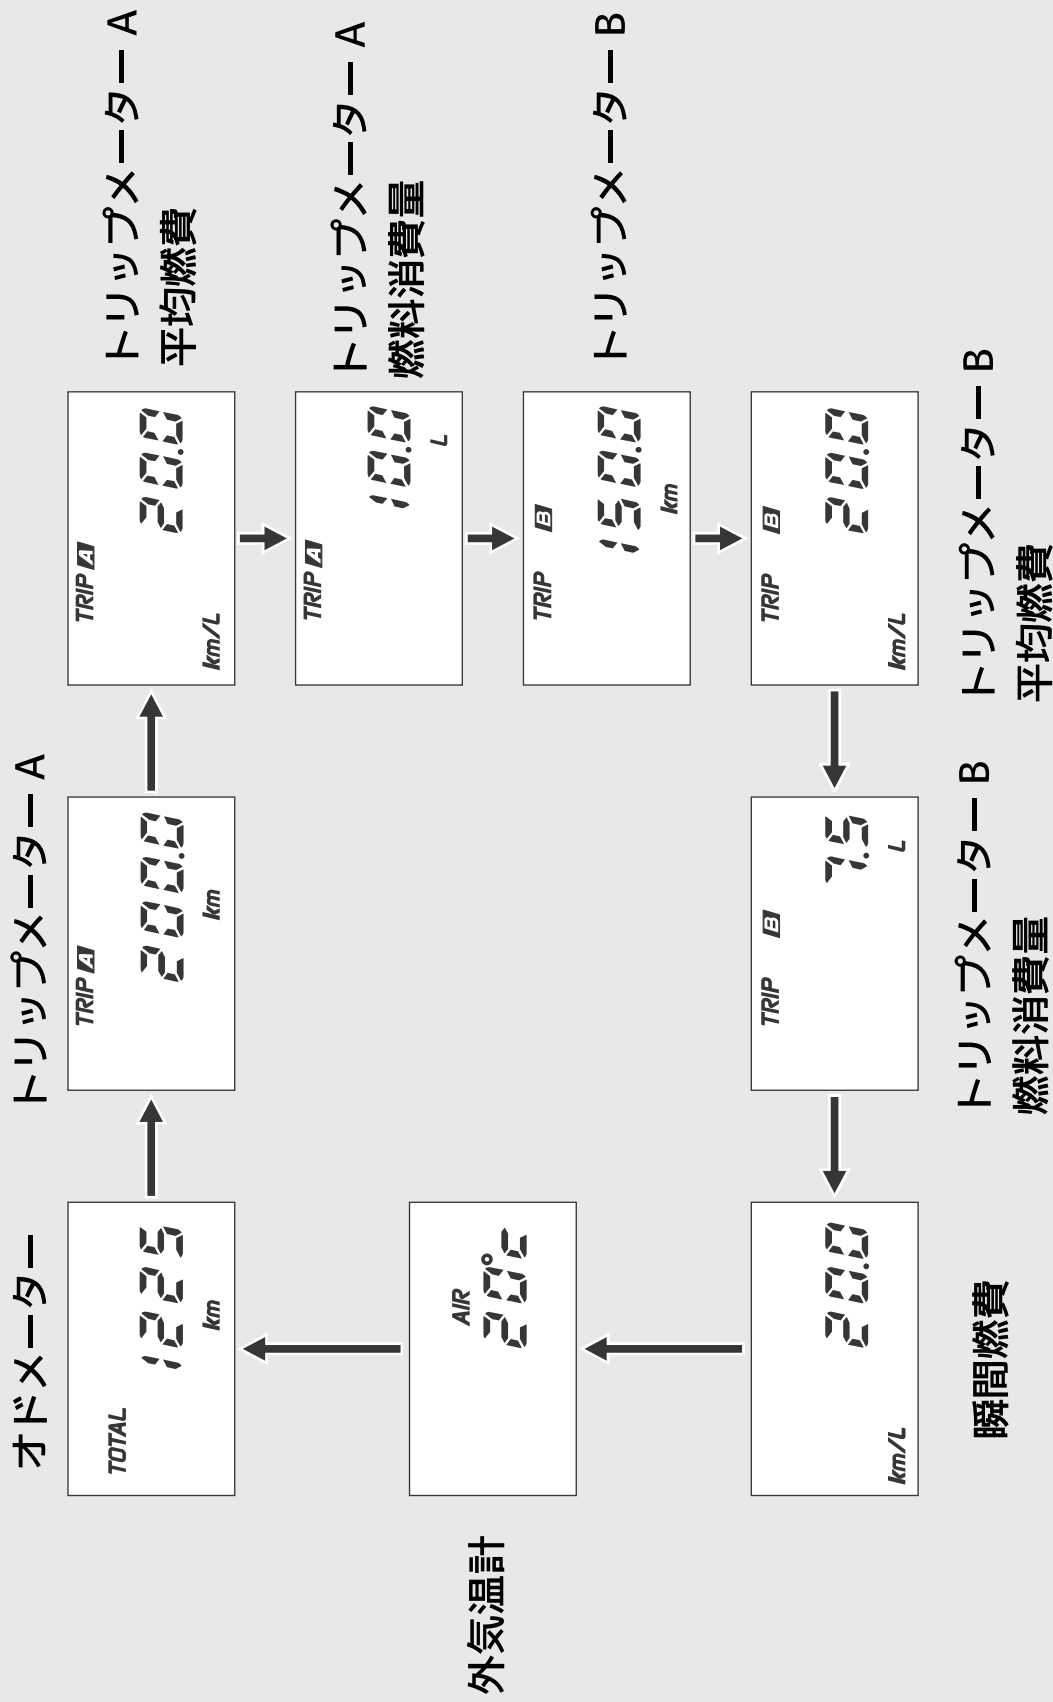 オドメーター
TOTAL
1225
km
トリップメーター A
TRIP A
200.0
km
トリップメーター A
平均燃費
TRIP A
20.0
km/L
トリップメーター A
燃料消費量
TRIP A
10.0
L
トリップメーター B
TRIP B
150.0
km
トリップメーター B
平均燃費
TRIP B
20.0
km/L
トリップメーター B
燃料消費量
TRIP B
7.5
L
瞬間燃費
20.0
km/L
外気温計
AIR
20°c